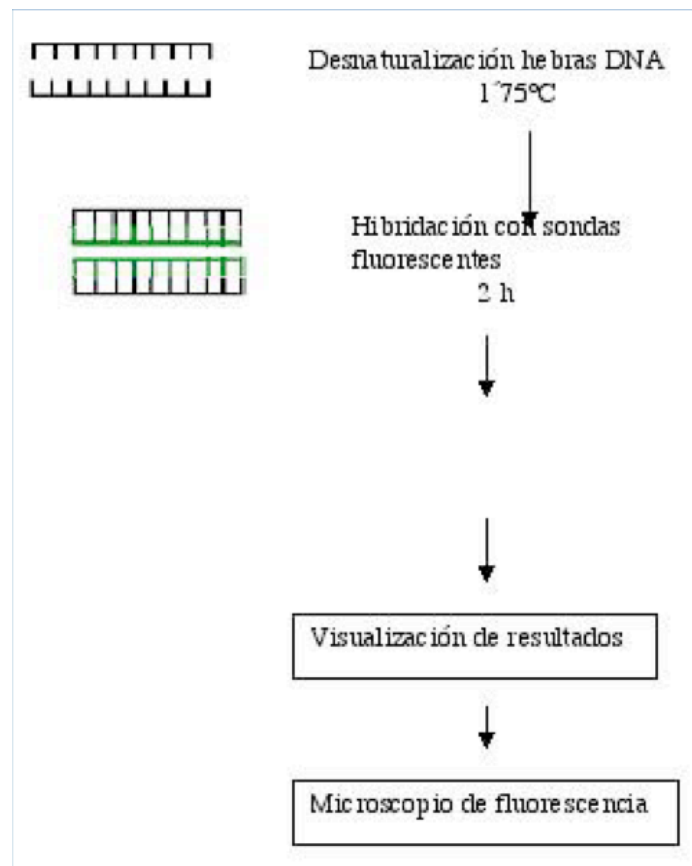 Desnaturalización hebras DNA
1´75ºC
Hibridación con sondas
fluorescentes
2 h
Visualización de resultados
Microscopio de fluorescencia